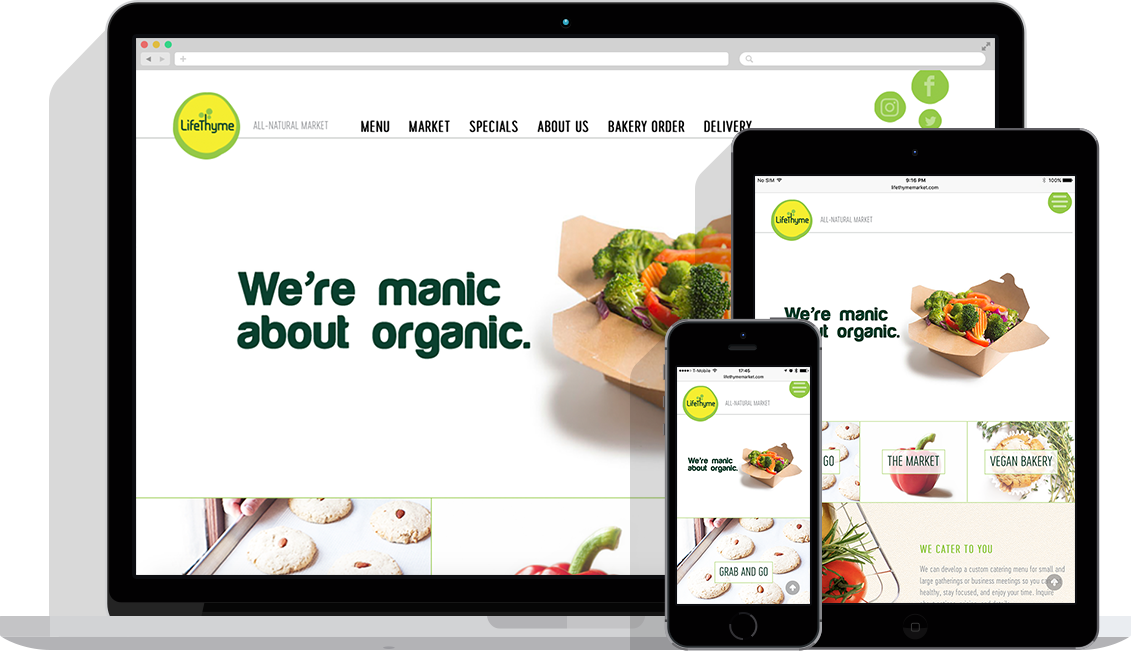 LifeThyme
ALL-NATURAL MARKET
MENU
MARKET
SPECIALS
ABOUT US
BAKERY ORDER
DELIVERY
We're manic
about organic.
No SIM
9:16 PM
100%
lifethymemarket.com
LifeThyme
ALL-NATURAL MARKET
We're manic
ut organic.
GO
THE MARKET
VEGAN BAKERY
WE CATER TO YOU
We can develop a custom catering menu for small and
large gatherings or business meetings so you ca
healthy, stay focused, and enjoy your time. Inquire
T-Mobile
17:45
lifethymemarket.com
LifeThyme
ALL-NATURAL MARKET
We're manic
about organic.
GRAB AND GO